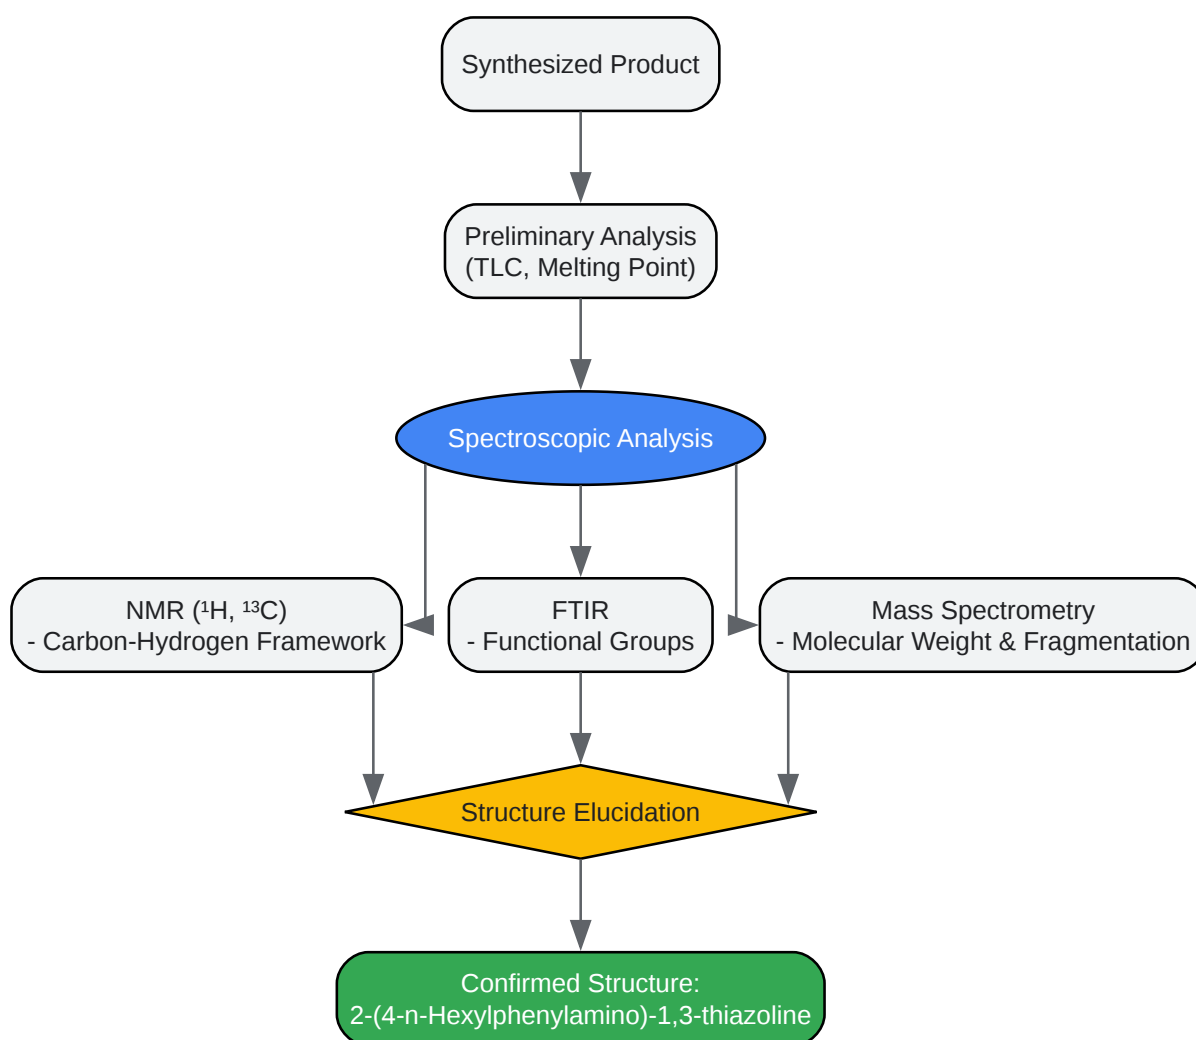 Synthesized Product
Preliminary Analysis
(TLC, Melting Point)
Spectroscopic Analysis
NMR (¹H, ¹³C)
- Carbon-Hydrogen Framework
FTIR
- Functional Groups
Mass Spectrometry
- Molecular Weight & Fragmentation
Structure Elucidation
Confirmed Structure:
2-(4-n-Hexylphenylamino)-1,3-thiazoline